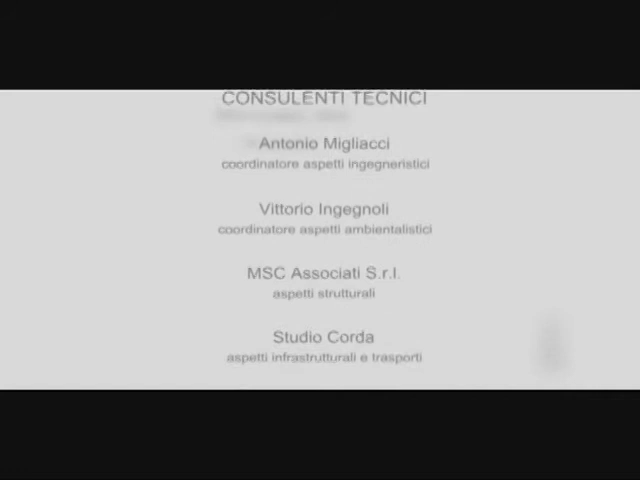 CONSULENTI TECNICI
Antonio Migliacci
coordinatore aspetti ingegneristici
Vittorio Ingegnoli
coordinatore aspetti ambientalistici
MSC Associati S.r.l.
aspetti strutturali
Studio Corda
aspetti infrastrutturali e trasporti